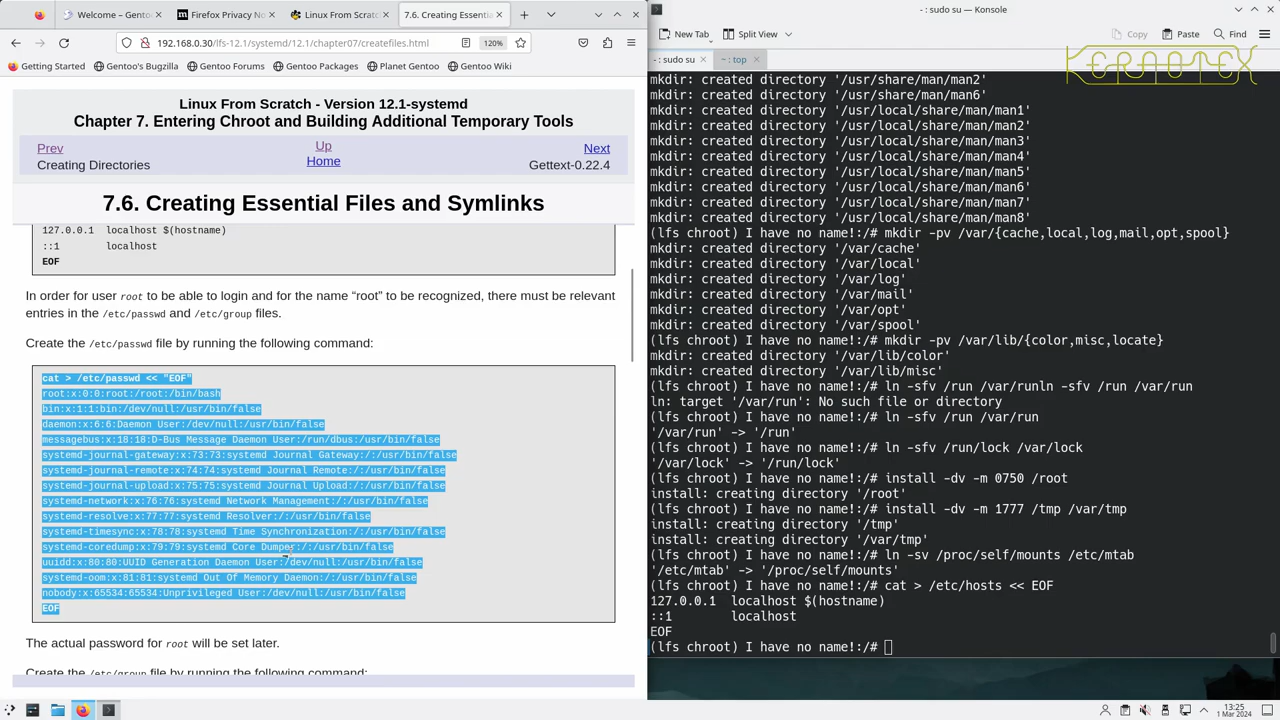 Welcome – Gento
Firefox Privacy No
Linux From Scratc
7.6. Creating Essentia
192.168.0.30/lfs-12.1/systemd/12.1/chapter07/createfiles.html
120%
Getting Started
Gentoo's Bugzilla
Gentoo Forums
Gentoo Packages
Planet Gentoo
Gentoo Wiki
Linux From Scratch - Version 12.1-systemd
Chapter 7. Entering Chroot and Building Additional Temporary Tools
Prev
Up
Next
Creating Directories
Home
Gettext-0.22.4
7.6. Creating Essential Files and Symlinks
127.0.0.1  localhost $(hostname)
::1        localhost
EOF
In order for user root to be able to login and for the name “root” to be recognized, there must be relevant
entries in the /etc/passwd and /etc/group files.
Create the /etc/passwd file by running the following command:
cat > /etc/passwd << "EOF"
root:x:0:0:root:/root:/bin/bash
bin:x:1:1:bin:/dev/null:/usr/bin/false
daemon:x:6:6:Daemon User:/dev/null:/usr/bin/false
messagebus:x:18:18:D-Bus Message Daemon User:/run/dbus:/usr/bin/false
systemd-journal-gateway:x:73:73:systemd Journal Gateway:/:/usr/bin/false
systemd-journal-remote:x:74:74:systemd Journal Remote:/:/usr/bin/false
systemd-journal-upload:x:75:75:systemd Journal Upload:/:/usr/bin/false
systemd-network:x:76:76:systemd Network Management:/:/usr/bin/false
systemd-resolve:x:77:77:systemd Resolver:/:/usr/bin/false
systemd-timesync:x:78:78:systemd Time Synchronization:/:/usr/bin/false
systemd-coredump:x:79:79:systemd Core Dumper:/:/usr/bin/false
uuidd:x:80:80:UUID Generation Daemon User:/dev/null:/usr/bin/false
systemd-oom:x:81:81:systemd Out Of Memory Daemon:/:/usr/bin/false
nobody:x:65534:65534:Unprivileged User:/dev/null:/usr/bin/false
EOF
The actual password for root will be set later.
Create the /etc/group file by running the following command:
- : sudo su — Konsole
New Tab
Split View
Copy
Paste
Find
- : sudo su
~ : top
KERNOTEX
mkdir: created directory '/usr/share/man/man2'
mkdir: created directory '/usr/share/man/man6'
mkdir: created directory '/usr/local/share/man/man1'
mkdir: created directory '/usr/local/share/man/man2'
mkdir: created directory '/usr/local/share/man/man3'
mkdir: created directory '/usr/local/share/man/man4'
mkdir: created directory '/usr/local/share/man/man5'
mkdir: created directory '/usr/local/share/man/man6'
mkdir: created directory '/usr/local/share/man/man7'
mkdir: created directory '/usr/local/share/man/man8'
(lfs chroot) I have no name!:/# mkdir -pv /var/{cache,local,log,mail,opt,spool}
mkdir: created directory '/var/cache'
mkdir: created directory '/var/local'
mkdir: created directory '/var/log'
mkdir: created directory '/var/mail'
mkdir: created directory '/var/opt'
mkdir: created directory '/var/spool'
(lfs chroot) I have no name!:/# mkdir -pv /var/lib/{color,misc,locate}
mkdir: created directory '/var/lib/color'
mkdir: created directory '/var/lib/misc'
(lfs chroot) I have no name!:/# ln -sfv /run /var/runln -sfv /run /var/run
ln: target '/var/run': No such file or directory
(lfs chroot) I have no name!:/# ln -sfv /run /var/run
'/var/run' -> '/run'
(lfs chroot) I have no name!:/# ln -sfv /run/lock /var/lock
'/var/lock' -> '/run/lock'
(lfs chroot) I have no name!:/# install -dv -m 0750 /root
install: creating directory '/root'
(lfs chroot) I have no name!:/# install -dv -m 1777 /tmp /var/tmp
install: creating directory '/tmp'
install: creating directory '/var/tmp'
(lfs chroot) I have no name!:/# ln -sv /proc/self/mounts /etc/mtab
'/etc/mtab' -> '/proc/self/mounts'
(lfs chroot) I have no name!:/# cat > /etc/hosts << EOF
127.0.0.1  localhost $(hostname)
::1        localhost
EOF
(lfs chroot) I have no name!:/#
13:25
1 Mar 2024